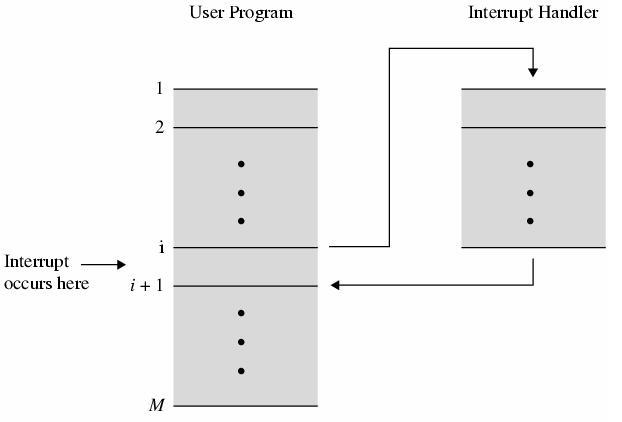 User Program
Interrupt Handler
1
2
i
Interrupt
occurs here
i + 1
M